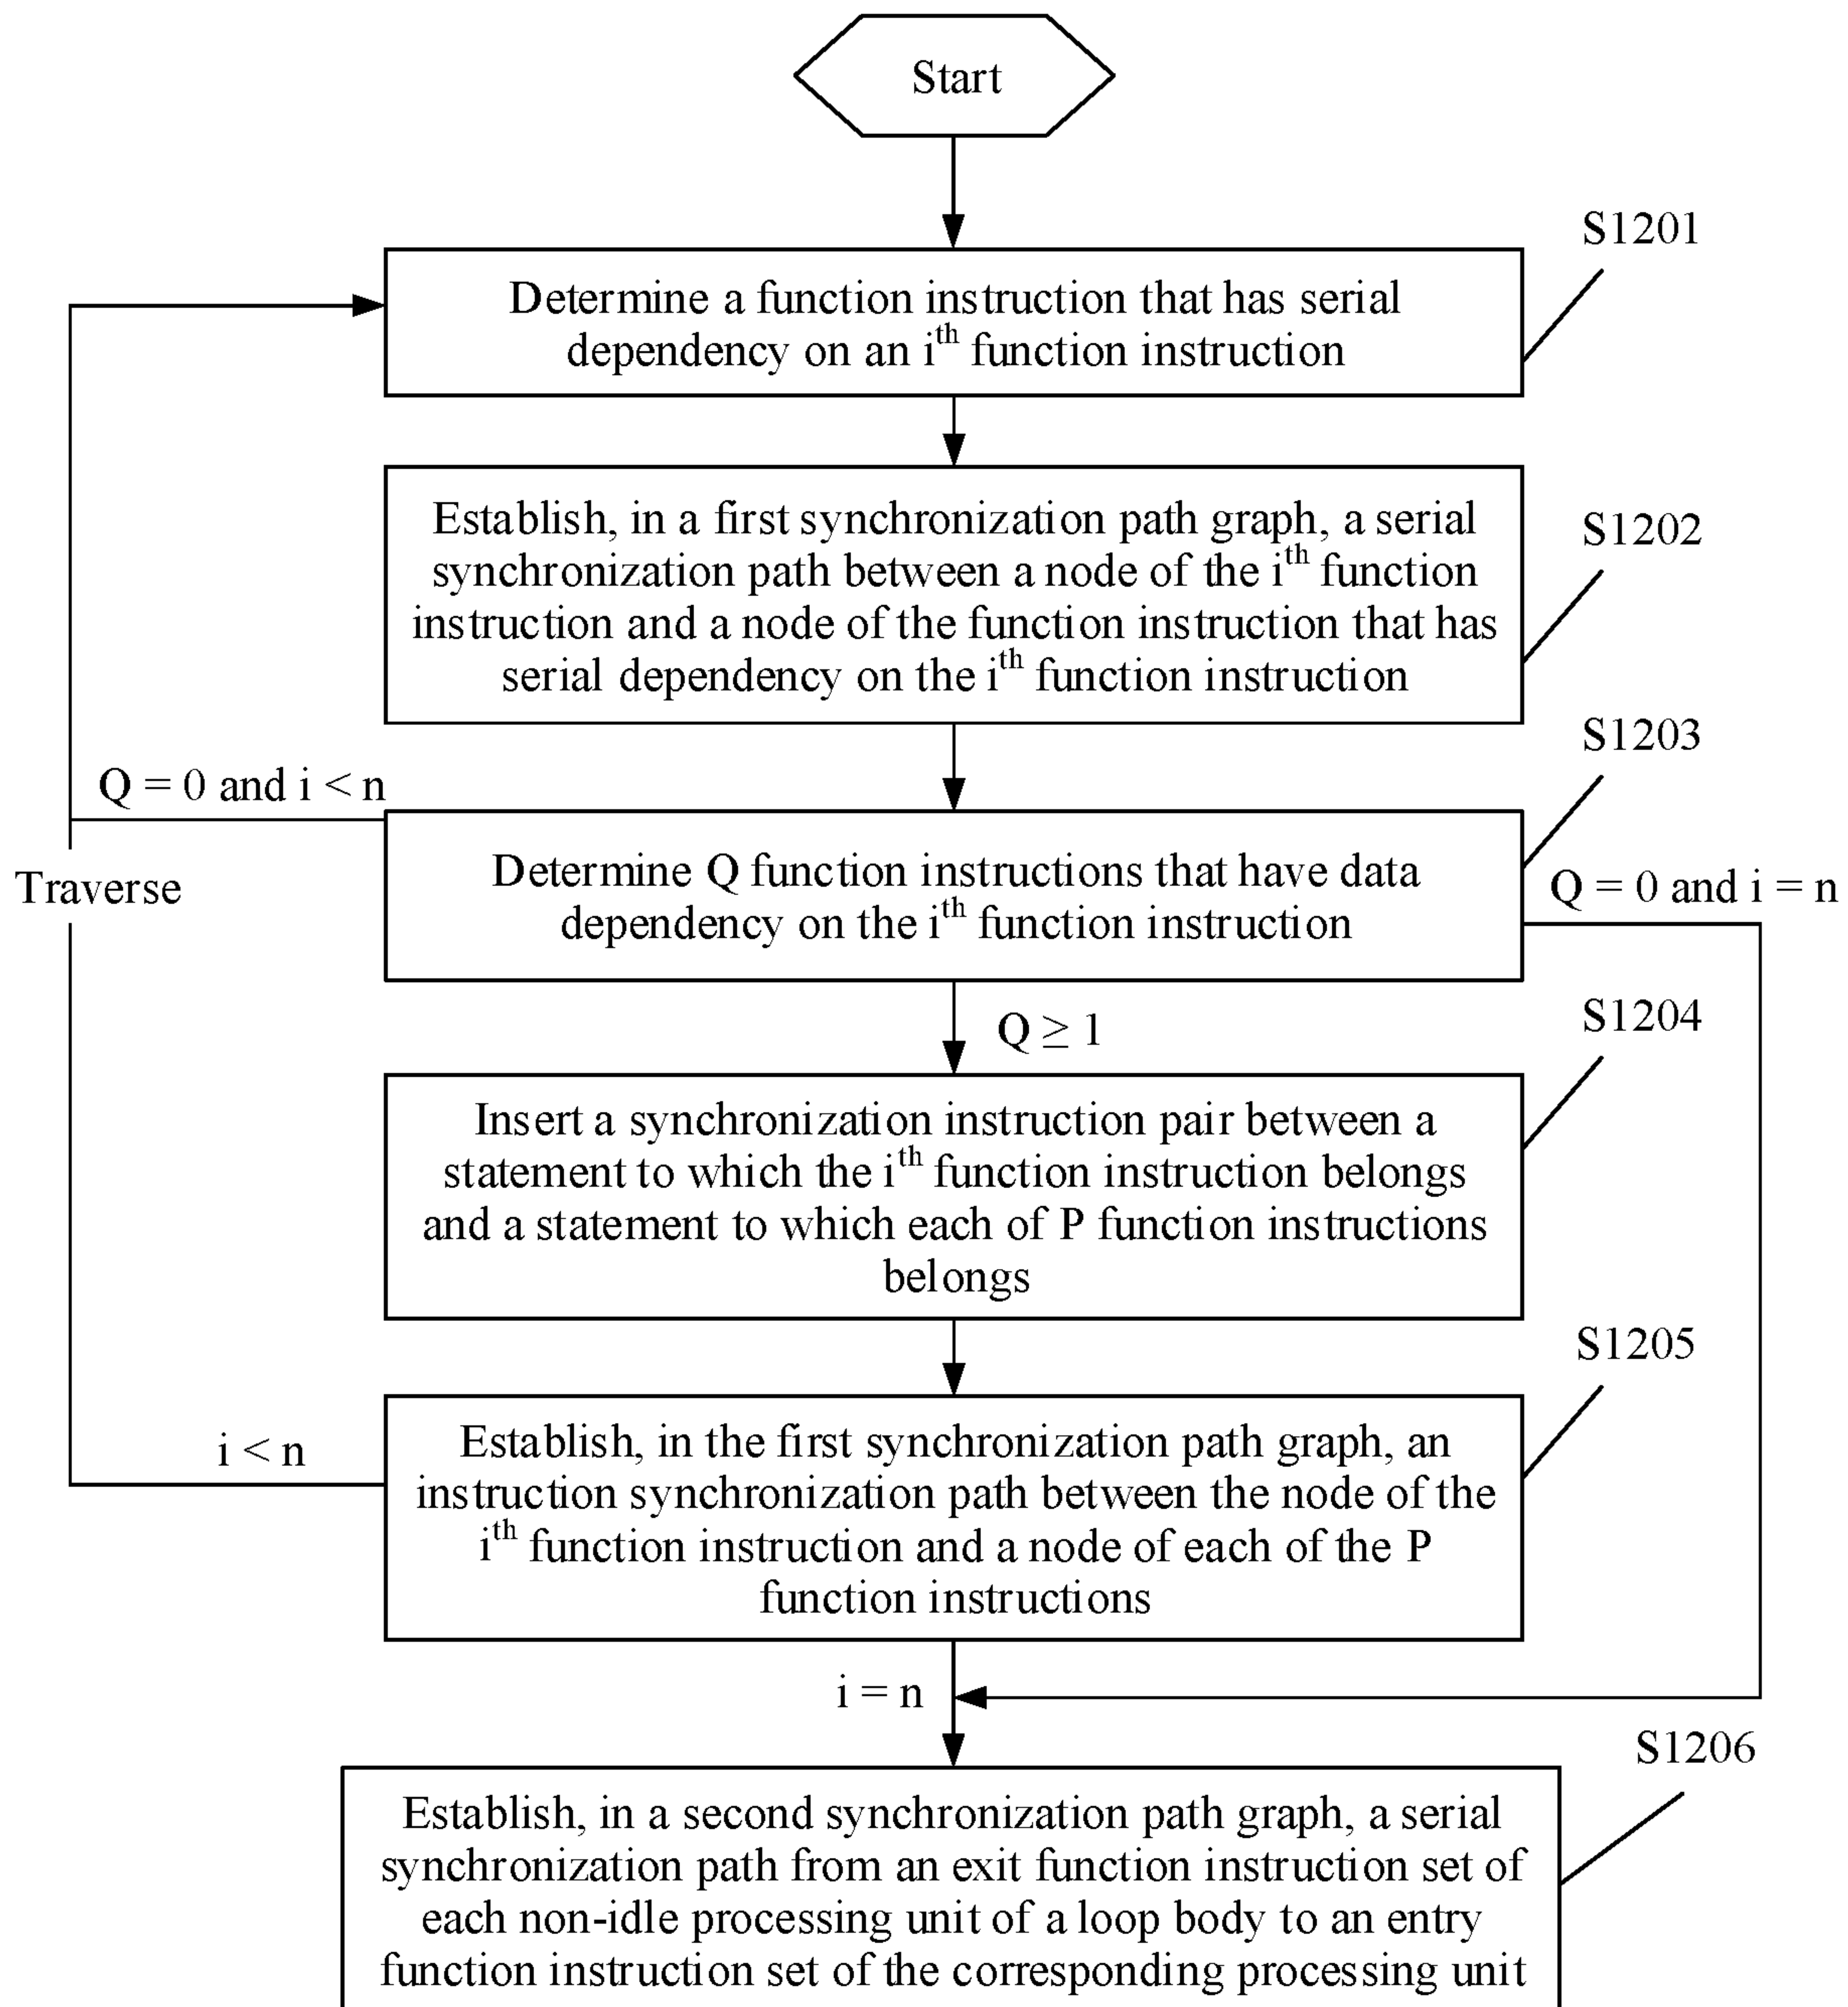 Start
S1201
Determine a function instruction that has serial
dependency on an ith function instruction
S1202
Establish, in a first synchronization path graph, a serial
synchronization path between a node of the ith function
instruction and a node of the function instruction that has
serial dependency on the ith function instruction
S1203
Q = 0 and i < n
Traverse
Determine Q function instructions that have data
dependency on the ith function instruction
Q = 0 and i = n
Q ≥ 1
S1204
Insert a synchronization instruction pair between a
statement to which the ith function instruction belongs
and a statement to which each of P function instructions
belongs
S1205
i < n
Establish, in the first synchronization path graph, an
instruction synchronization path between the node of the
ith function instruction and a node of each of the P
function instructions
i = n
S1206
Establish, in a second synchronization path graph, a serial
synchronization path from an exit function instruction set of
each non-idle processing unit of a loop body to an entry
function instruction set of the corresponding processing unit